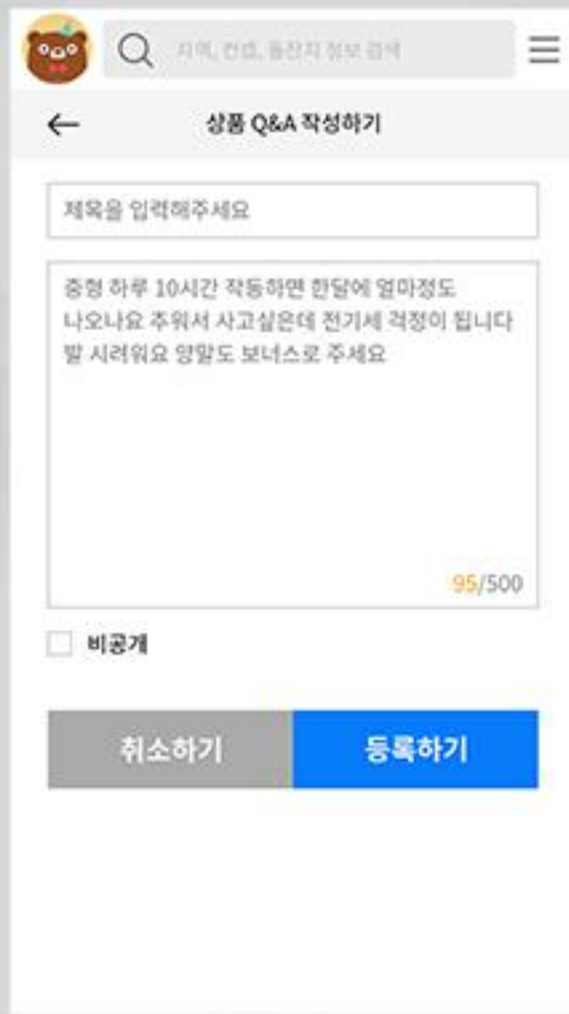 지역, 컨셉, 돌잔치 정보 검색
상품 Q&A 작성하기
제목을 입력해주세요
중형 하루 10시간 작동하면 한달에 얼마정도
나오나요 추워서 사고싶은데 전기세 걱정이 됩니다
발 시려워요 양말도 보너스로 주세요
95/500
비공개
취소하기
등록하기